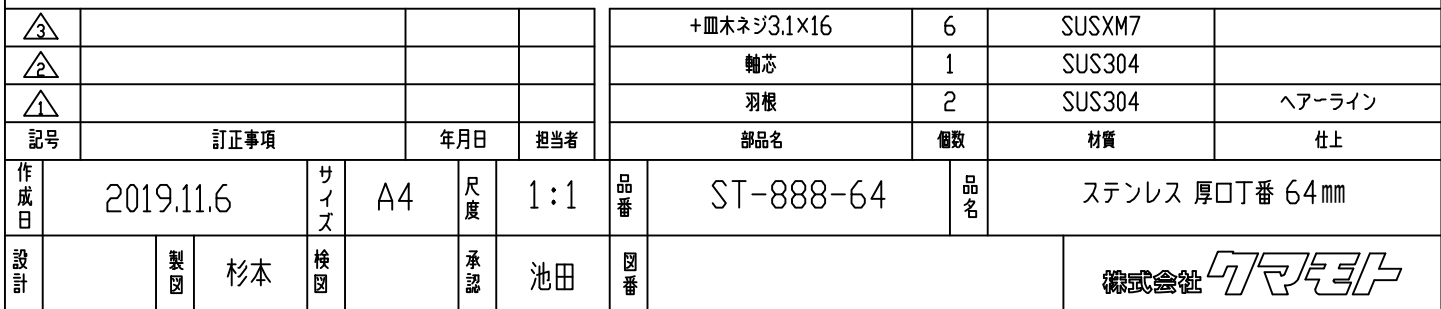 3 +皿木ネジ3.1×16 6 SUSXM7
2 軸芯 1 SUS304
1 羽根 2 SUS304 ヘアーライン
記号 訂正事項 年月日 担当者 部品名 個数 材質 仕上
作成日 2019.11.6 サイズ A4 尺度 1:1 品番 ST-888-64 品名 ステンレス 厚口丁番 64mm
設計 製図 杉本 検図 承認 池田 図番 株式会社クマモト